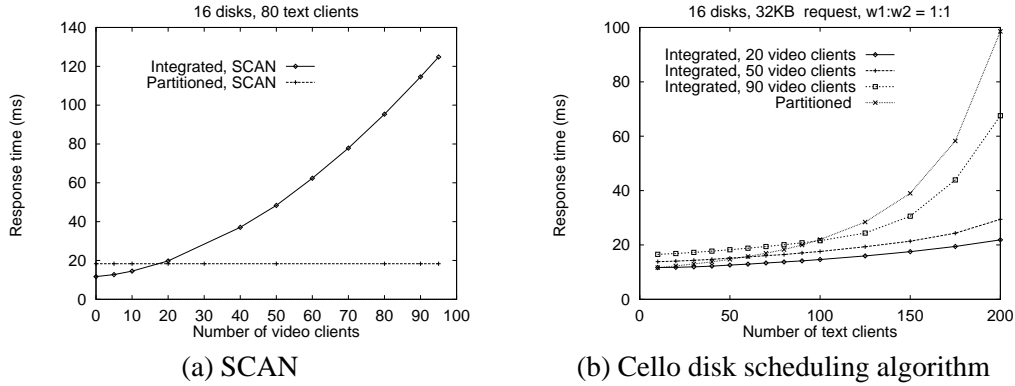 16 disks, 80 text clients
140
120
100
80
60
40
20
0
Response time (ms)
Integrated, SCAN
Partitioned, SCAN
0 10 20 30 40 50 60 70 80 90 100
Number of video clients
(a) SCAN
16 disks, 32KB request, w1:w2 = 1:1
100
80
60
40
20
0
Response time (ms)
Integrated, 20 video clients
Integrated, 50 video clients
Integrated, 90 video clients
Partitioned
0 50 100 150 200
Number of text clients
(b) Cello disk scheduling algorithm